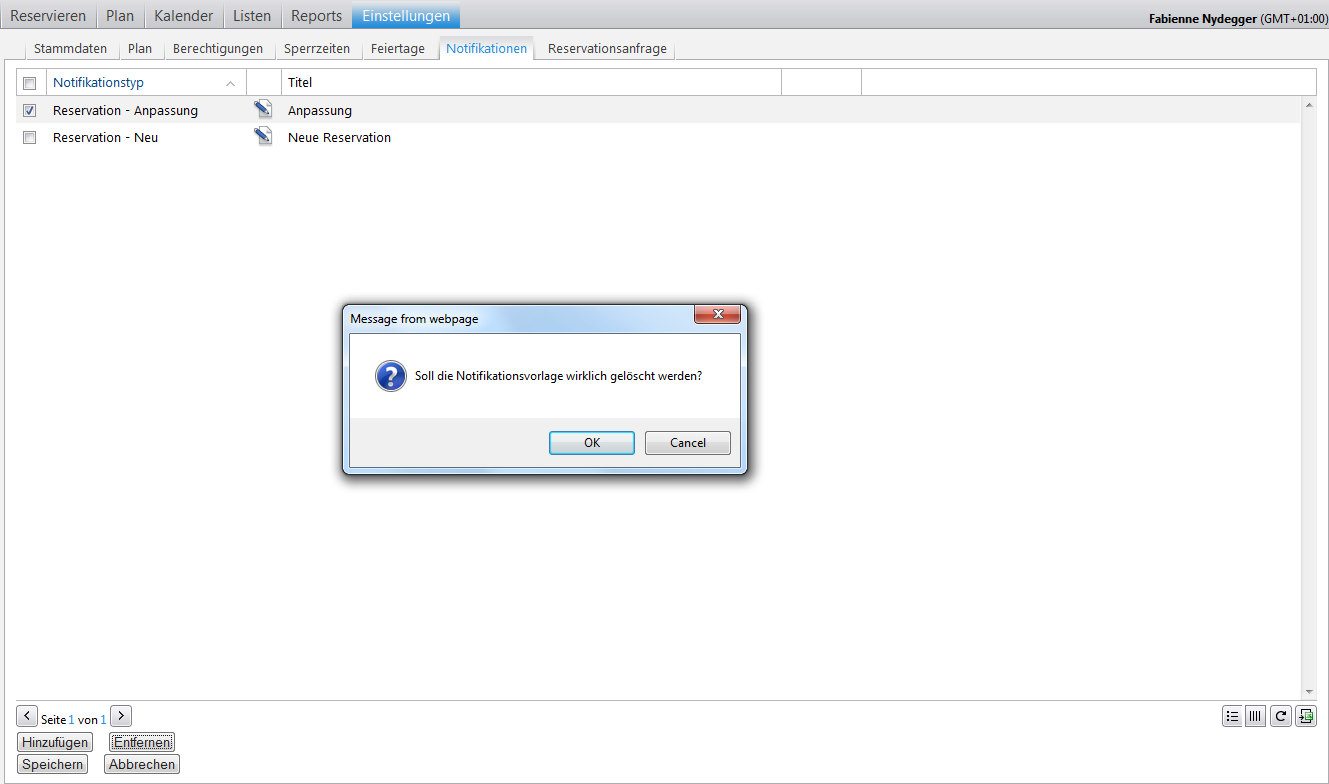 Reservieren Plan Kalender Listen Reports Einstellungen Fabienne Nydegger (GMT+01:00)
Stammdaten Plan Berechtigungen Sperrzeiten Feiertage Notifikationen Reservationsanfrage
Notifikationstyp Titel
Reservation - Anpassung Anpassung
Reservation - Neu Neue Reservation
Message from webpage
Soll die Notifikationsvorlage wirklich gelöscht werden?
OK Cancel
Seite 1 von 1
Hinzufügen Entfernen
Speichern Abbrechen